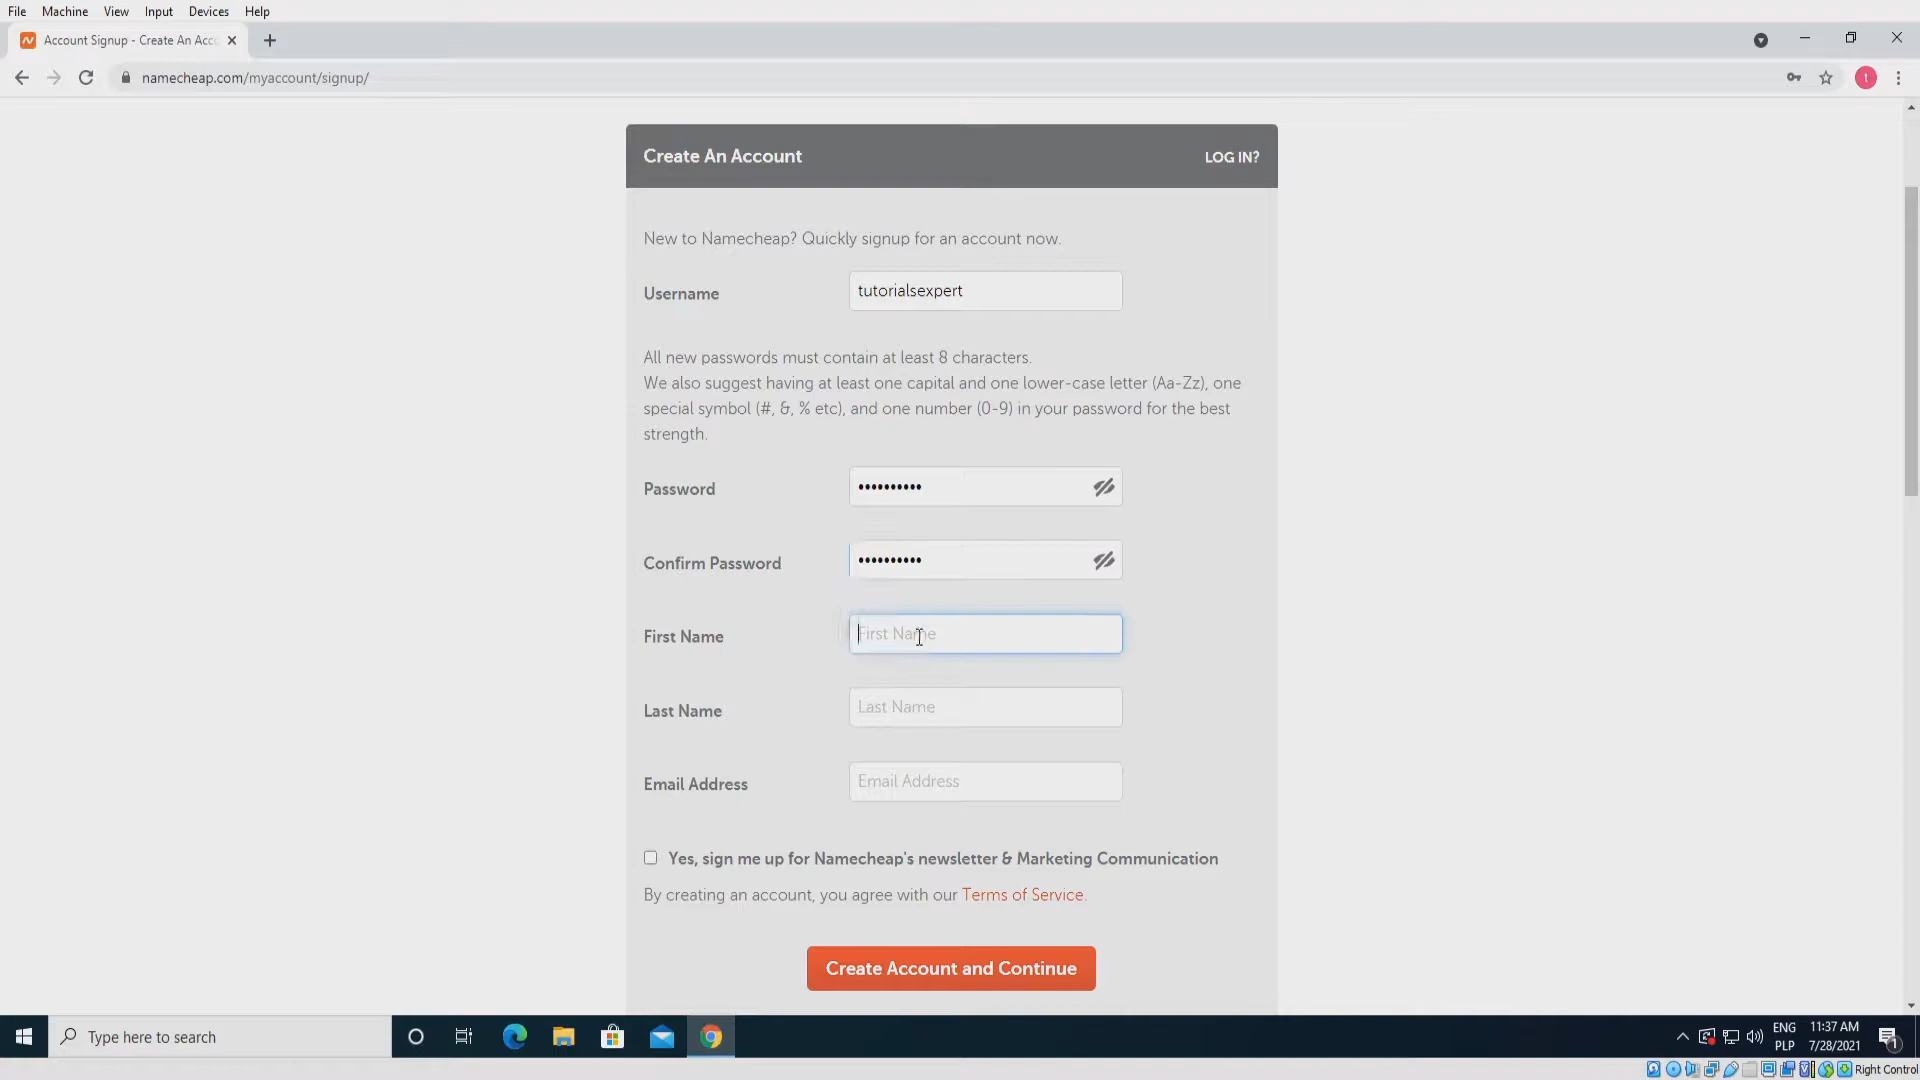 File Machine View Input Devices Help
Account Signup - Create An Acc
namecheap.com/myaccount/signup/
t
Create An Account LOG IN?
New to Namecheap? Quickly signup for an account now.
Username tutorialsexpert
All new passwords must contain at least 8 characters.
We also suggest having at least one capital and one lower-case letter (Aa-Zz), one
special symbol (#, &, % etc), and one number (0-9) in your password for the best
strength.
Password ••••••••••
Confirm Password ••••••••••
First Name First Name
Last Name Last Name
Email Address Email Address
Yes, sign me up for Namecheap's newsletter & Marketing Communication
By creating an account, you agree with our Terms of Service.
Create Account and Continue
Type here to search
ENG 11:37 AM
PLP 7/28/2021
1
Right Control